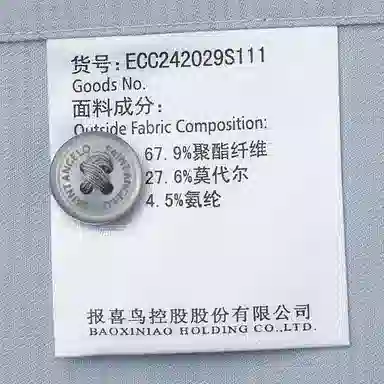 货号:ECC242029S111
Goods No.
面料成分:
Outside Fabric Composition:
67.9%聚酯纤维
27.6%莫代尔
4.5%氨纶
SAINT ANGELO SAINT ANGELO
报喜鸟控股股份有限公司
BAOXINIAO HOLDING CO.,LTD.